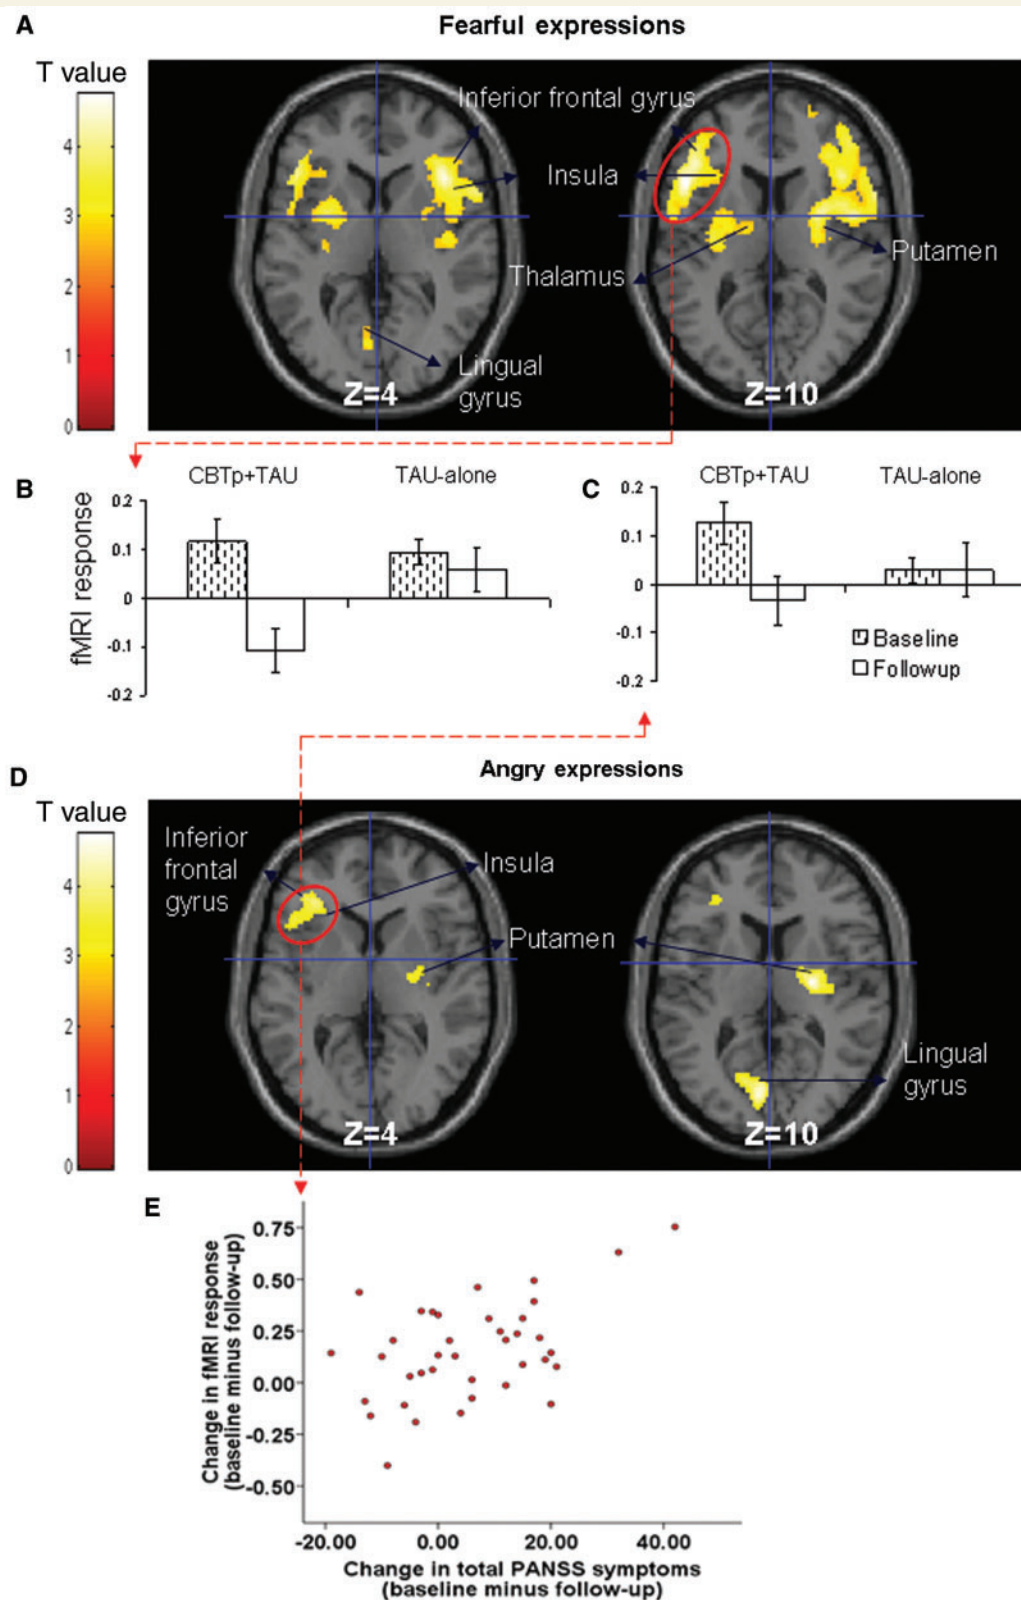 A
Fearful expressions
T value
4
3
2
1
0
Inferior frontal gyrus
Insula
Thalamus
Putamen
Lingual
gyrus
Z=4
Z=10
B
fMRI response
CBTp+TAU
TAU-alone
0.2
0.1
0
-0.1
-0.2
C
CBTp+TAU
TAU-alone
0.2
0.1
0
-0.1
-0.2
Baseline
Followup
D
Angry expressions
T value
4
3
2
1
0
Inferior
frontal
gyrus
Insula
Putamen
Lingual
gyrus
Z=4
Z=10
E
Change in fMRI response
(baseline minus follow-up)
0.75
0.50
0.25
0.00
-0.25
-0.50
-20.00
0.00
20.00
40.00
Change in total PANSS symptoms
(baseline minus follow-up)